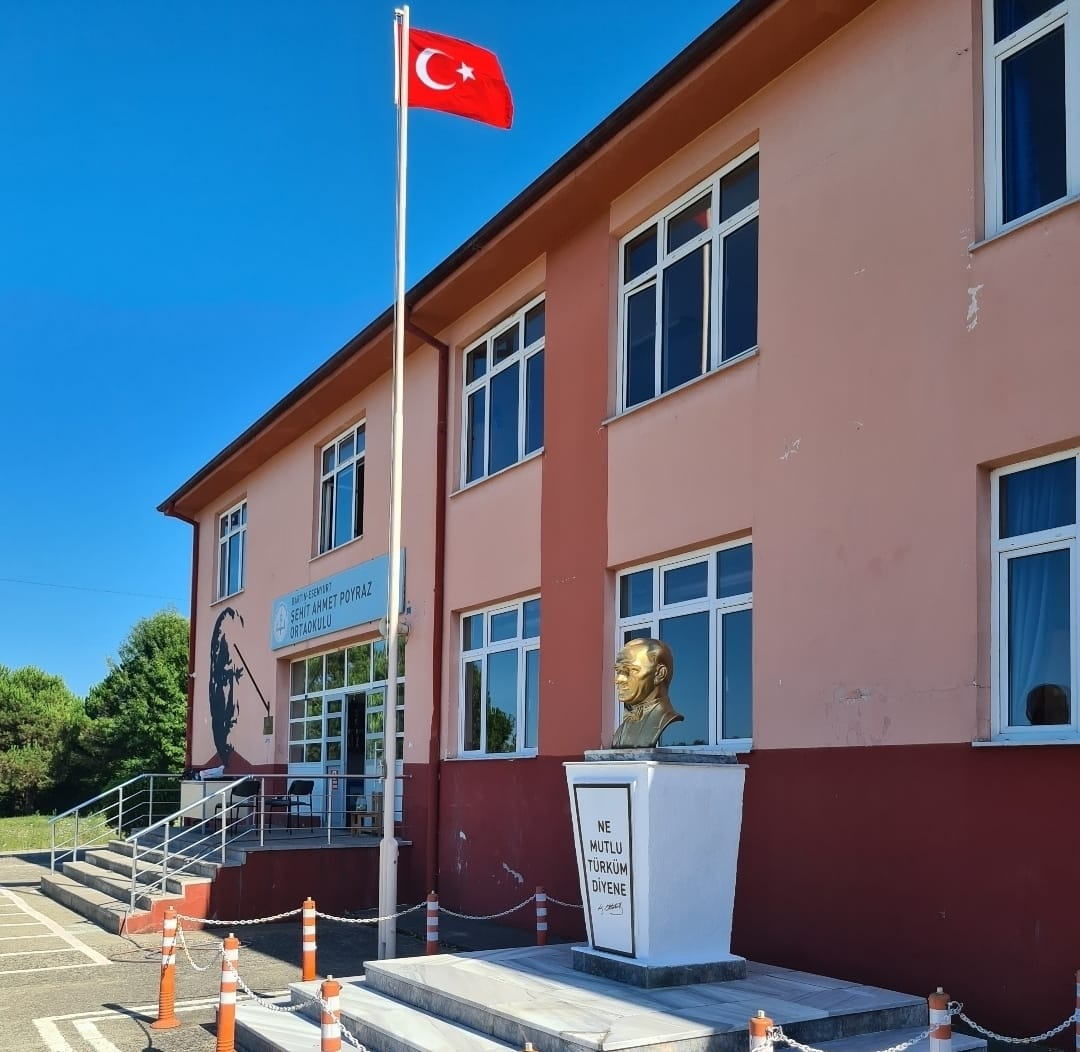 BARTIN-ESENYURT
ŞEHİT AHMET POYRAZ
ORTAOKULU
NE
MUTLU
TÜRKÜM
DİYENE